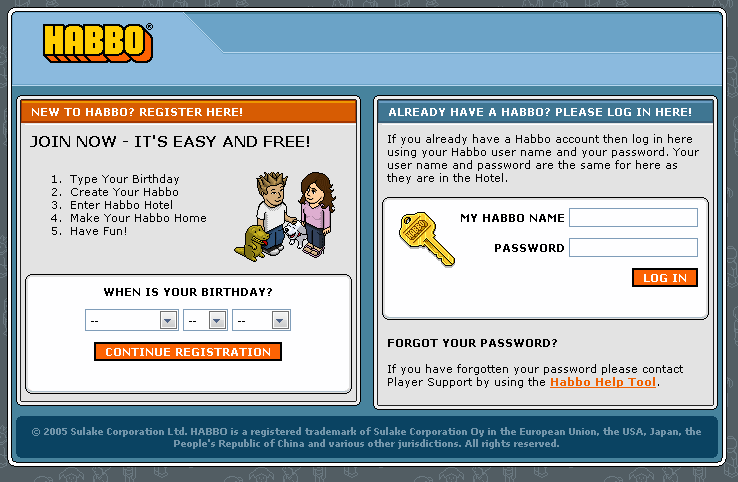 HABBO®
NEW TO HABBO? REGISTER HERE!
JOIN NOW - IT'S EASY AND FREE!
1. Type Your Birthday
2. Create Your Habbo
3. Enter Habbo Hotel
4. Make Your Habbo Home
5. Have Fun!
WHEN IS YOUR BIRTHDAY?
-- -- --
CONTINUE REGISTRATION
ALREADY HAVE A HABBO? PLEASE LOG IN HERE!
If you already have a Habbo account then log in here
using your Habbo user name and your password. Your
user name and password are the same for here as
they are in the Hotel.
HABBO
MY HABBO NAME
PASSWORD
LOG IN
FORGOT YOUR PASSWORD?
If you have forgotten your password please contact
Player Support by using the Habbo Help Tool.
© 2005 Sulake Corporation Ltd. HABBO is a registered trademark of Sulake Corporation Oy in the European Union, the USA, Japan, the
People's Republic of China and various other jurisdictions. All rights reserved.